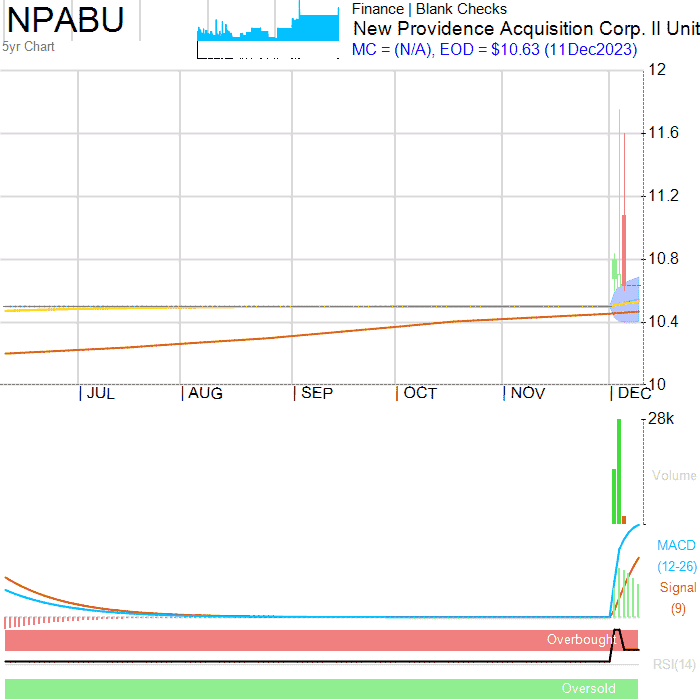 NPABU
5yr Chart
Finance | Blank Checks
New Providence Acquisition Corp. II Unit
MC = (N/A), EOD = $10.63 (11Dec2023)
12
11.6
11.2
10.8
10.4
10
JUL AUG SEP OCT NOV DEC
28k
Volume
MACD
(12-26)
Signal
(9)
Overbought
RSI(14)
Oversold